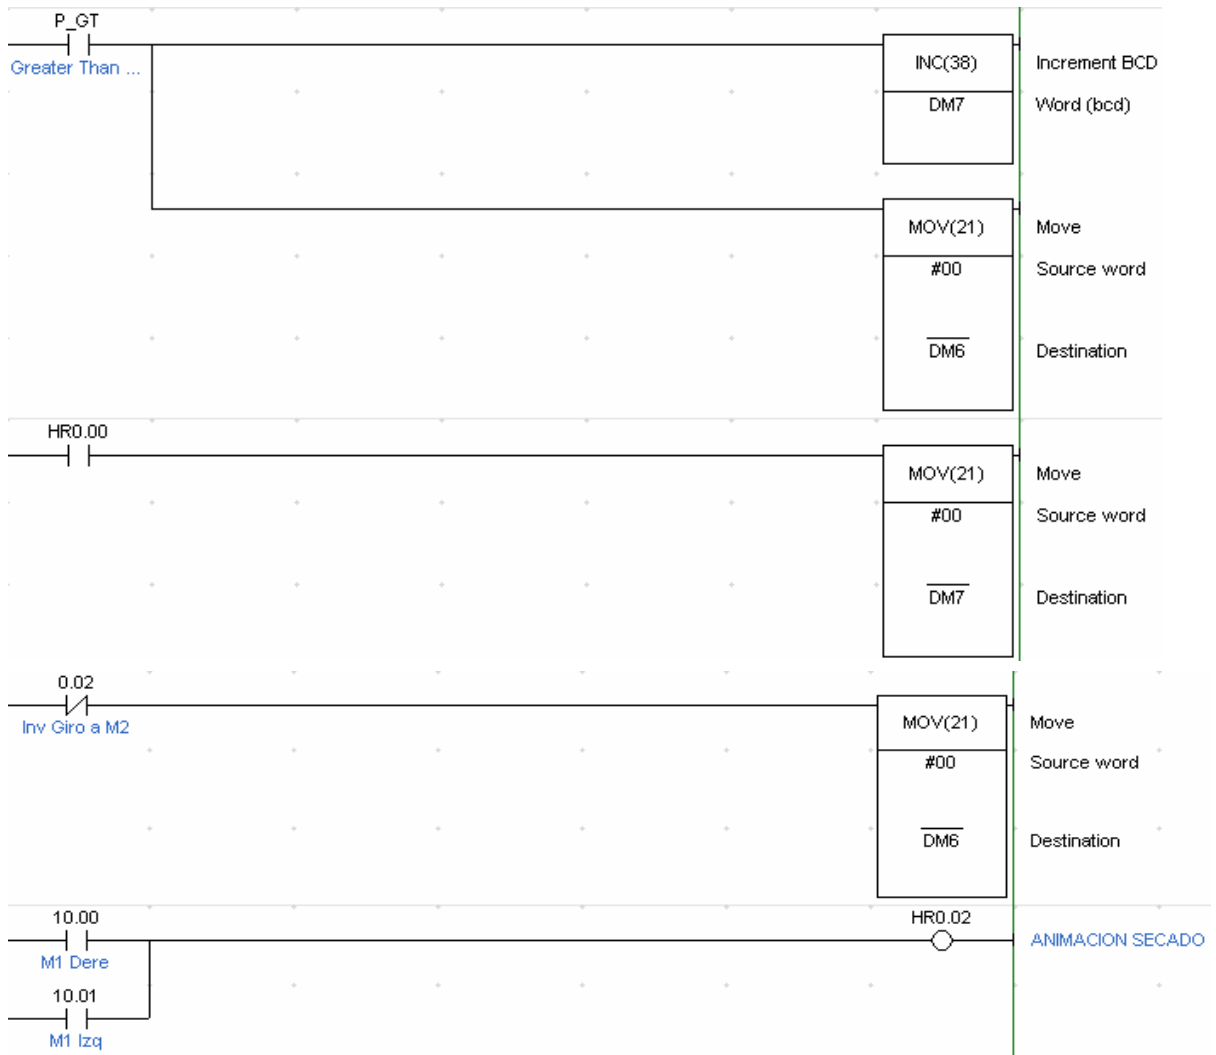 P_GT
Greater Than ...
INC(38)
Increment BCD
DM7
Word (bcd)
MOV(21)
Move
#00
Source word
DM6
Destination
HR0.00
MOV(21)
Move
#00
Source word
DM7
Destination
0.02
Inv Giro a M2
MOV(21)
Move
#00
Source word
DM6
Destination
10.00
M1 Dere
HR0.02
ANIMACION SECADO
10.01
M1 Izq